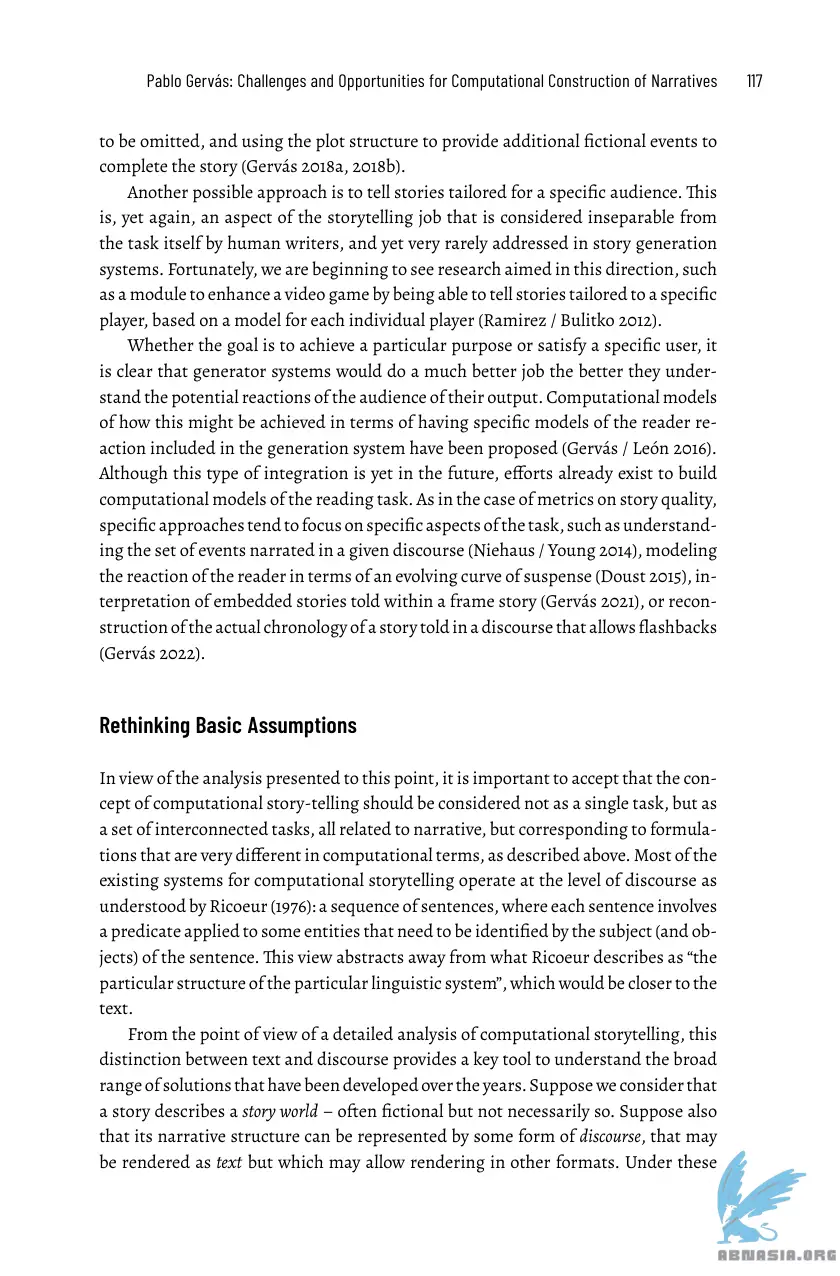 Pablo Gervás: Challenges and Opportunities for Computational Construction of Narratives 117
to be omitted, and using the plot structure to provide additional fictional events to
complete the story (Gervás 2018a, 2018b).
Another possible approach is to tell stories tailored for a specific audience. This
is, yet again, an aspect of the storytelling job that is considered inseparable from
the task itself by human writers, and yet very rarely addressed in story generation
systems. Fortunately, we are beginning to see research aimed in this direction, such
as a module to enhance a video game by being able to tell stories tailored to a specific
player, based on a model for each individual player (Ramirez / Bulitko 2012).
Whether the goal is to achieve a particular purpose or satisfy a specific user, it
is clear that generator systems would do a much better job the better they under-
stand the potential reactions of the audience of their output. Computational models
of how this might be achieved in terms of having specific models of the reader re-
action included in the generation system have been proposed (Gervás / León 2016).
Although this type of integration is yet in the future, efforts already exist to build
computational models of the reading task. As in the case of metrics on story quality,
specific approaches tend to focus on specific aspects of the task, such as understand-
ing the set of events narrated in a given discourse (Niehaus / Young 2014), modeling
the reaction of the reader in terms of an evolving curve of suspense (Doust 2015), in-
terpretation of embedded stories told within a frame story (Gervás 2021), or recon-
struction of the actual chronology of a story told in a discourse that allows flashbacks
(Gervás 2022).
Rethinking Basic Assumptions
In view of the analysis presented to this point, it is important to accept that the con-
cept of computational story-telling should be considered not as a single task, but as
a set of interconnected tasks, all related to narrative, but corresponding to formula-
tions that are very different in computational terms, as described above. Most of the
existing systems for computational storytelling operate at the level of discourse as
understood by Ricoeur (1976): a sequence of sentences, where each sentence involves
a predicate applied to some entities that need to be identified by the subject (and ob-
jects) of the sentence. This view abstracts away from what Ricoeur describes as “the
particular structure of the particular linguistic system”, which would be closer to the
text.
From the point of view of a detailed analysis of computational storytelling, this
distinction between text and discourse provides a key tool to understand the broad
range of solutions that have been developed over the years. Suppose we consider that
a story describes a story world – often fictional but not necessarily so. Suppose also
that its narrative structure can be represented by some form of discourse, that may
be rendered as text but which may allow rendering in other formats. Under these
ABNASIA.ORG